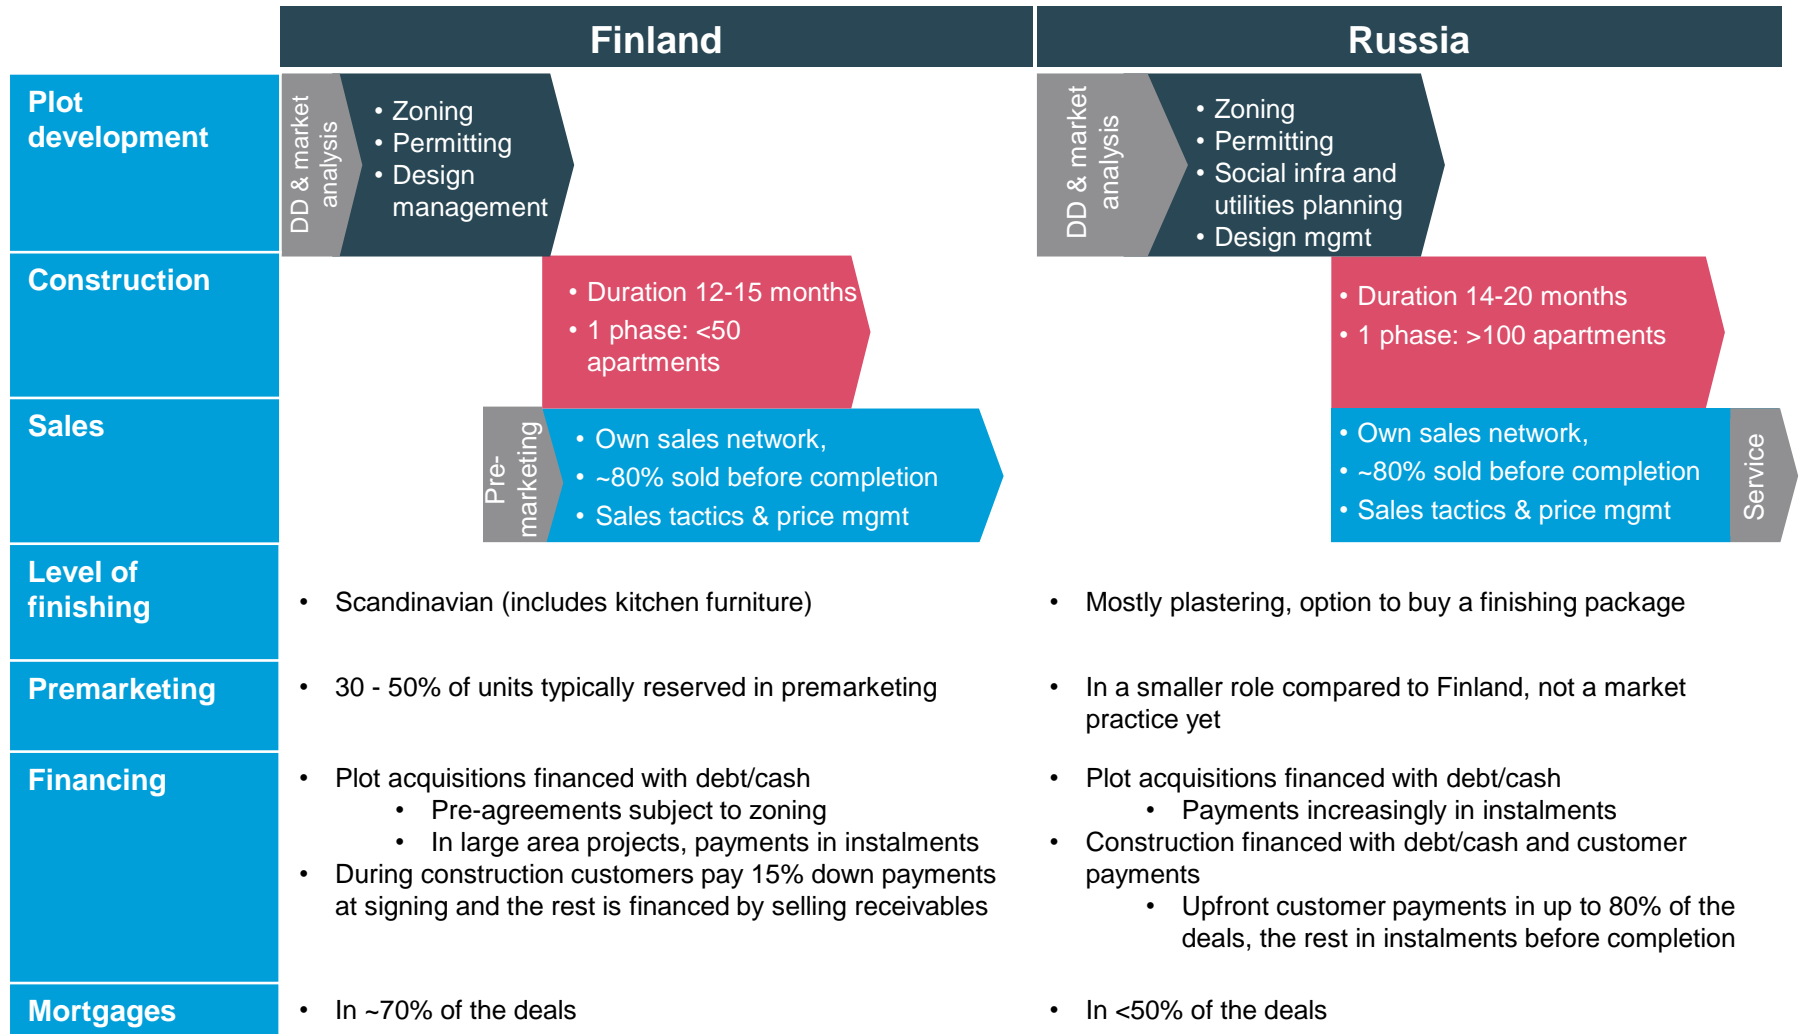 Finland
Russia
Plot
development
DD & market
analysis
• Zoning
• Permitting
• Design
management
DD & market
analysis
• Zoning
• Permitting
• Social infra and
utilities planning
• Design mgmt
Construction
• Duration 12-15 months
• 1 phase: <50
apartments
• Duration 14-20 months
• 1 phase: >100 apartments
Sales
Pre-
marketing
• Own sales network,
• ~80% sold before completion
• Sales tactics & price mgmt
• Own sales network,
• ~80% sold before completion
• Sales tactics & price mgmt
Service
Level of
finishing
• Scandinavian (includes kitchen furniture)
• Mostly plastering, option to buy a finishing package
Premarketing
• 30 - 50% of units typically reserved in premarketing
• In a smaller role compared to Finland, not a market
practice yet
Financing
• Plot acquisitions financed with debt/cash
• Pre-agreements subject to zoning
• In large area projects, payments in instalments
• During construction customers pay 15% down payments
at signing and the rest is financed by selling receivables
• Plot acquisitions financed with debt/cash
• Payments increasingly in instalments
• Construction financed with debt/cash and customer
payments
• Upfront customer payments in up to 80% of the
deals, the rest in instalments before completion
Mortgages
• In ~70% of the deals
• In <50% of the deals